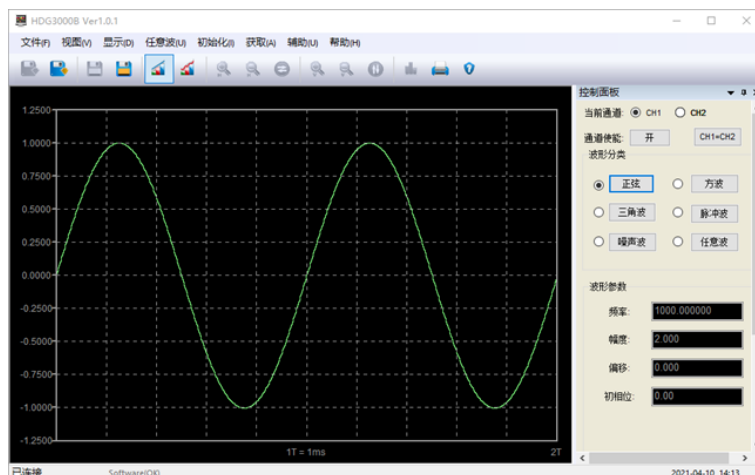 HDG3000B Ver1.0.1
文件(F) 视图(V) 显示(D) 任意波(U) 初始化(I) 获取(A) 辅助(U) 帮助(H)
控制面板
当前通道: CH1 CH2
通道使能: 开 CH1=CH2
波形分类
正弦 方波
三角波 脉冲波
噪声波 任意波
波形参数
频率: 1000.000000
幅度: 2.000
偏移: 0.000
初相位: 0.00
1.2500
1.0000
0.7500
0.5000
0.2500
0.0000
-0.2500
-0.5000
-0.7500
-1.0000
-1.2500
1T = 1ms 2T
已连接 Software(OK) 2021-04-10 14:13